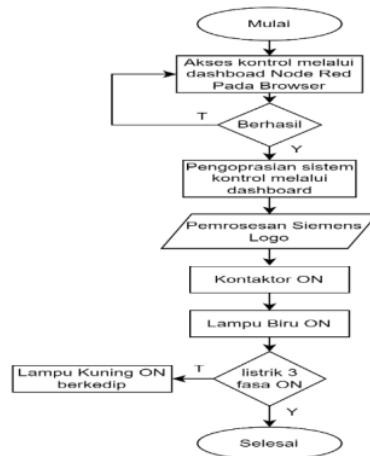 Mulai
Akses kontrol melalui
dashboad Node Red
Pada Browser
T
Berhasil
Y
Pengoprasian sistem
kontrol melalui
dashboard
Pemrosesan Siemens
Logo
Kontaktor ON
Lampu Biru ON
Lampu Kuning ON
berkedip
T
listrik 3
fasa ON
Y
Selesai